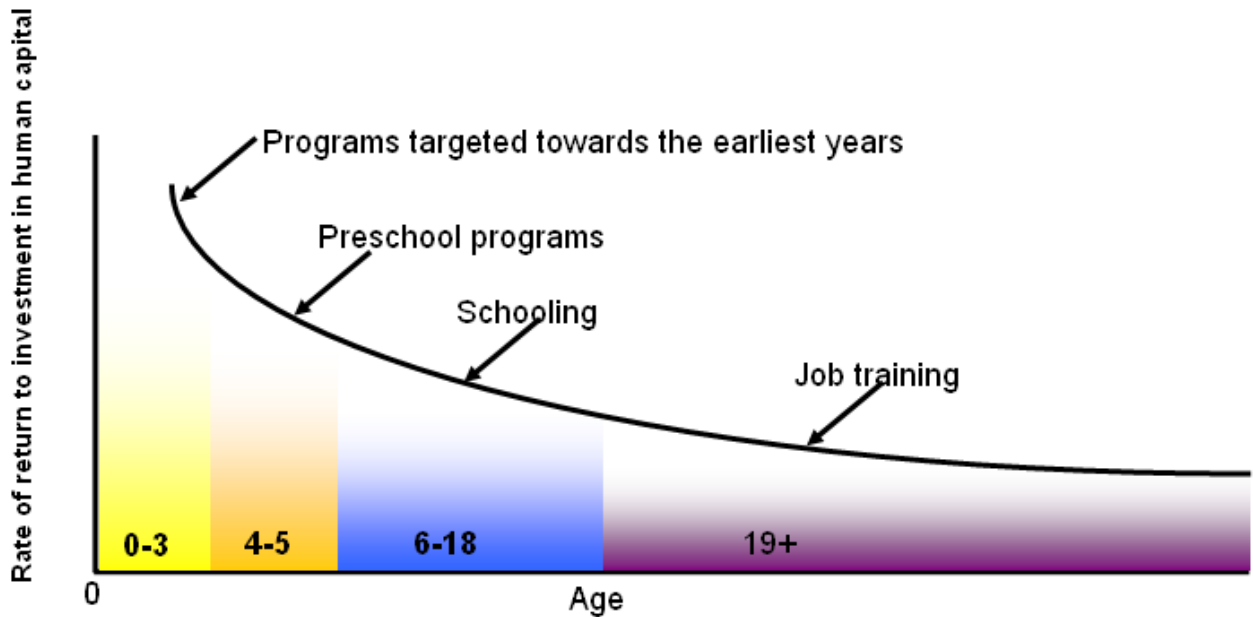 Rate of return to investment in human capital
Programs targeted towards the earliest years
Preschool programs
Schooling
Job training
0-3
4-5
6-18
19+
0
Age